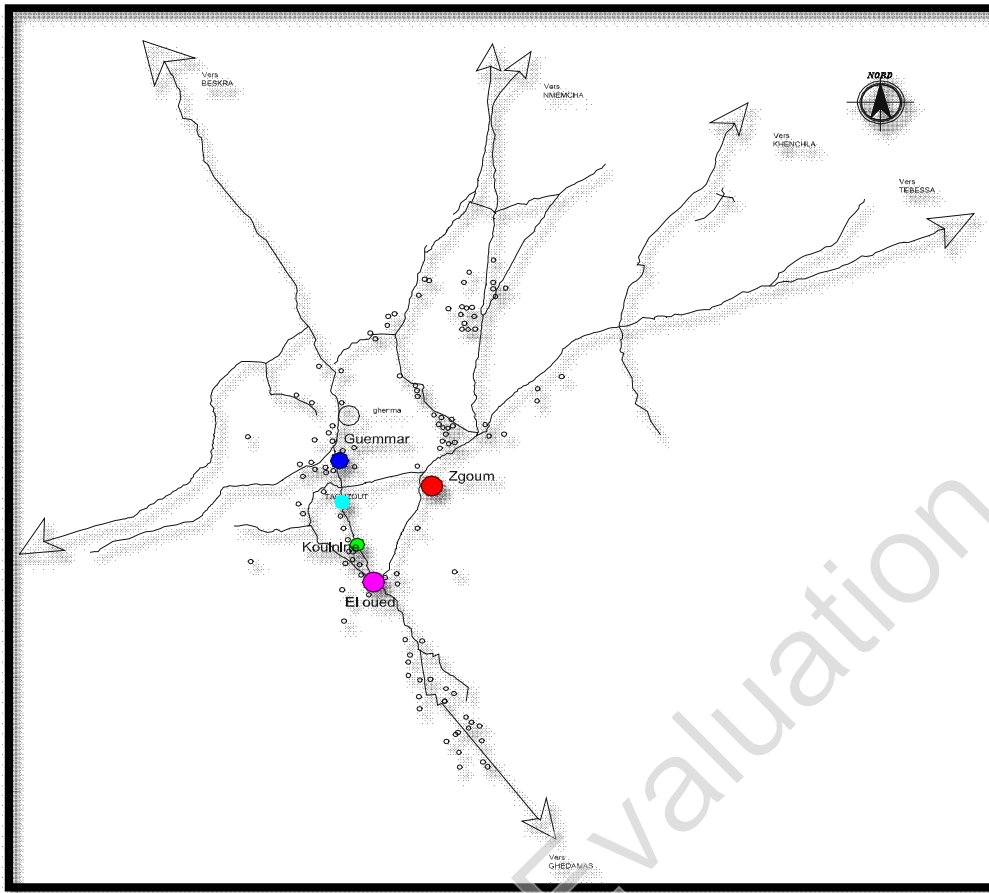 Vers
BESKRA
Vers
NMEMCHA
NORD
Vers
KHENCHLA
Vers
TEBESSA
gherma
Guemmar
Zgoum
Kouinine
El oued
Vers
GHEDAMAS
Evaluation